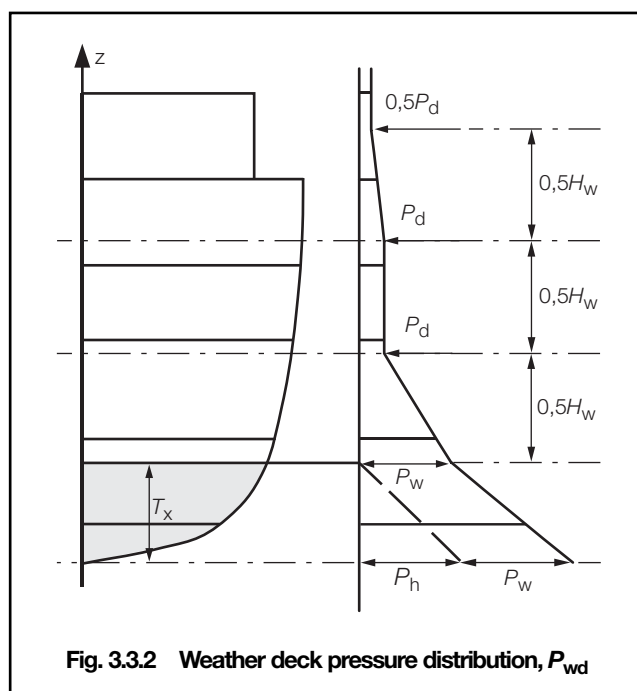 z
0,5Pd
0,5Hw
Pd
0,5Hw
Pd
0,5Hw
Pw
Tx
Ph
Pw
Fig. 3.3.2 Weather deck pressure distribution, Pwd